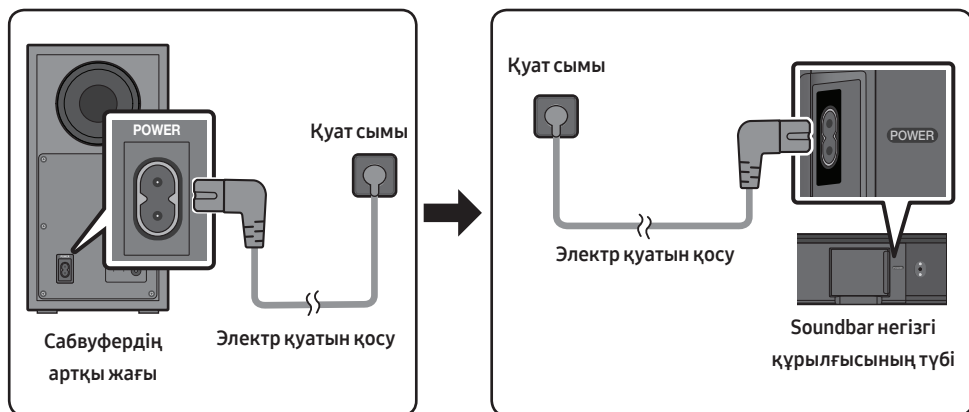 POWER
Қуат сымы
Электр қуатын қосу
Сабвуфердің
артқы жағы
Қуат сымы
POWER
Электр қуатын қосу
Soundbar негізгі
құрылғысының түбі